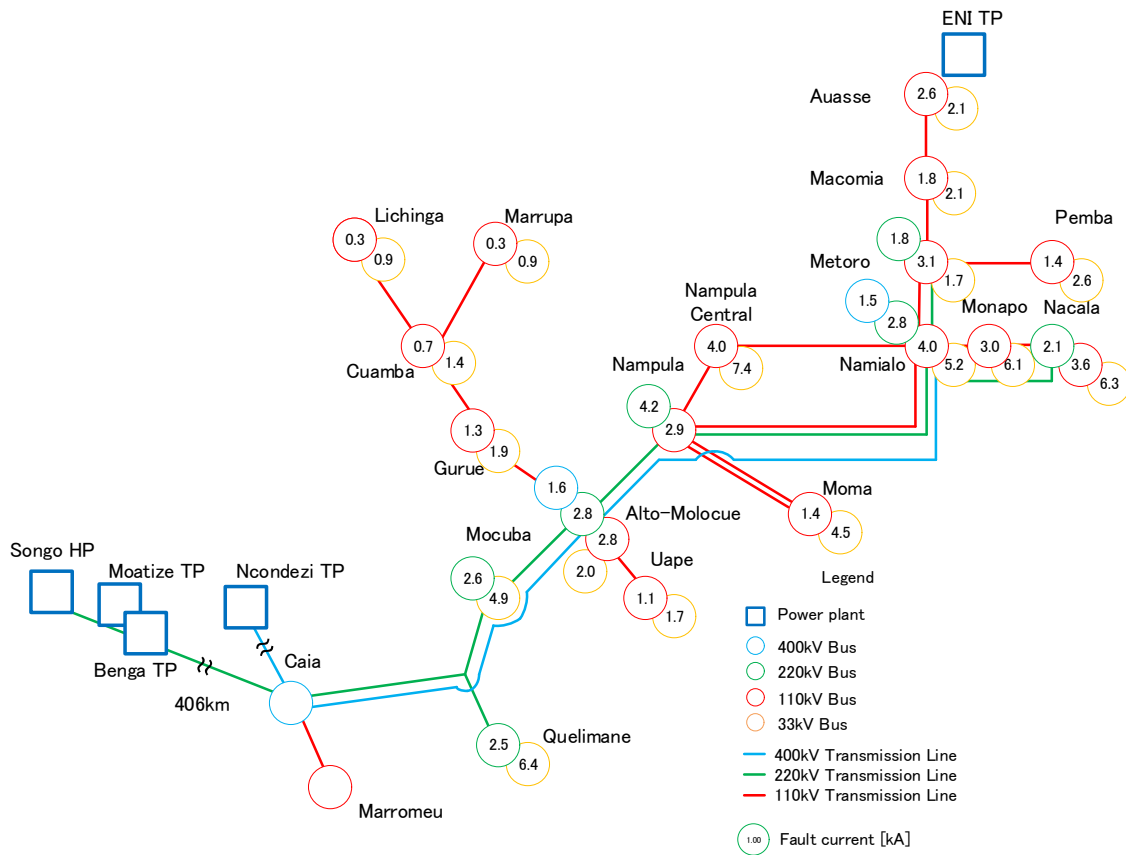 ENI TP
Auasse
2.6
2.1
Macomia
1.8
2.1
Lichinga
0.3
0.9
Marrupa
0.3
0.9
Pemba
1.4
2.6
Metoro
1.8
3.1
1.7
1.5
2.8
Nampula
Central
4.0
7.4
Monapo
Nacala
Namialo
4.0
5.2
3.0
6.1
2.1
3.6
6.3
Cuamba
0.7
1.4
Nampula
4.2
2.9
Gurue
1.3
1.9
1.6
2.8
Alto-Molocue
2.8
2.0
Moma
1.4
4.5
Mocuba
2.6
4.9
Uape
1.1
1.7
Songo HP
Moatize TP
Ncondezi TP
Benga TP
Caia
406km
Quelimane
2.5
6.4
Marromeu
Legend
Power plant
400kV Bus
220kV Bus
110kV Bus
33kV Bus
400kV Transmission Line
220kV Transmission Line
110kV Transmission Line
1.00 Fault current [kA]